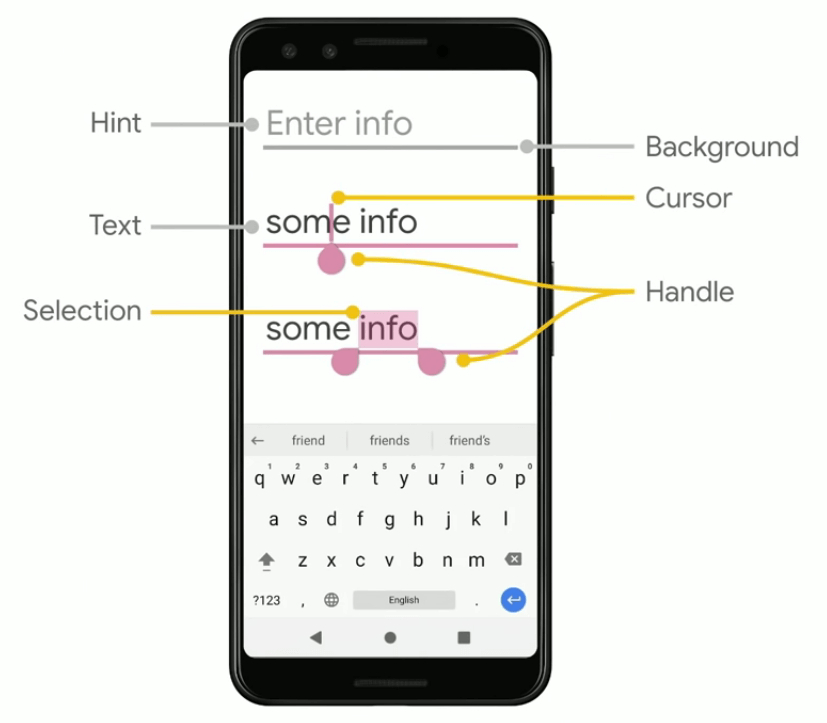 Hint
Enter info
Background
Cursor
Text
some info
Handle
Selection
some info
friend friends friend's
1 2 3 4 5 6 7 8 9 0
q w e r t y u i o p
a s d f g h j k l
z x c v b n m
?123 , English .